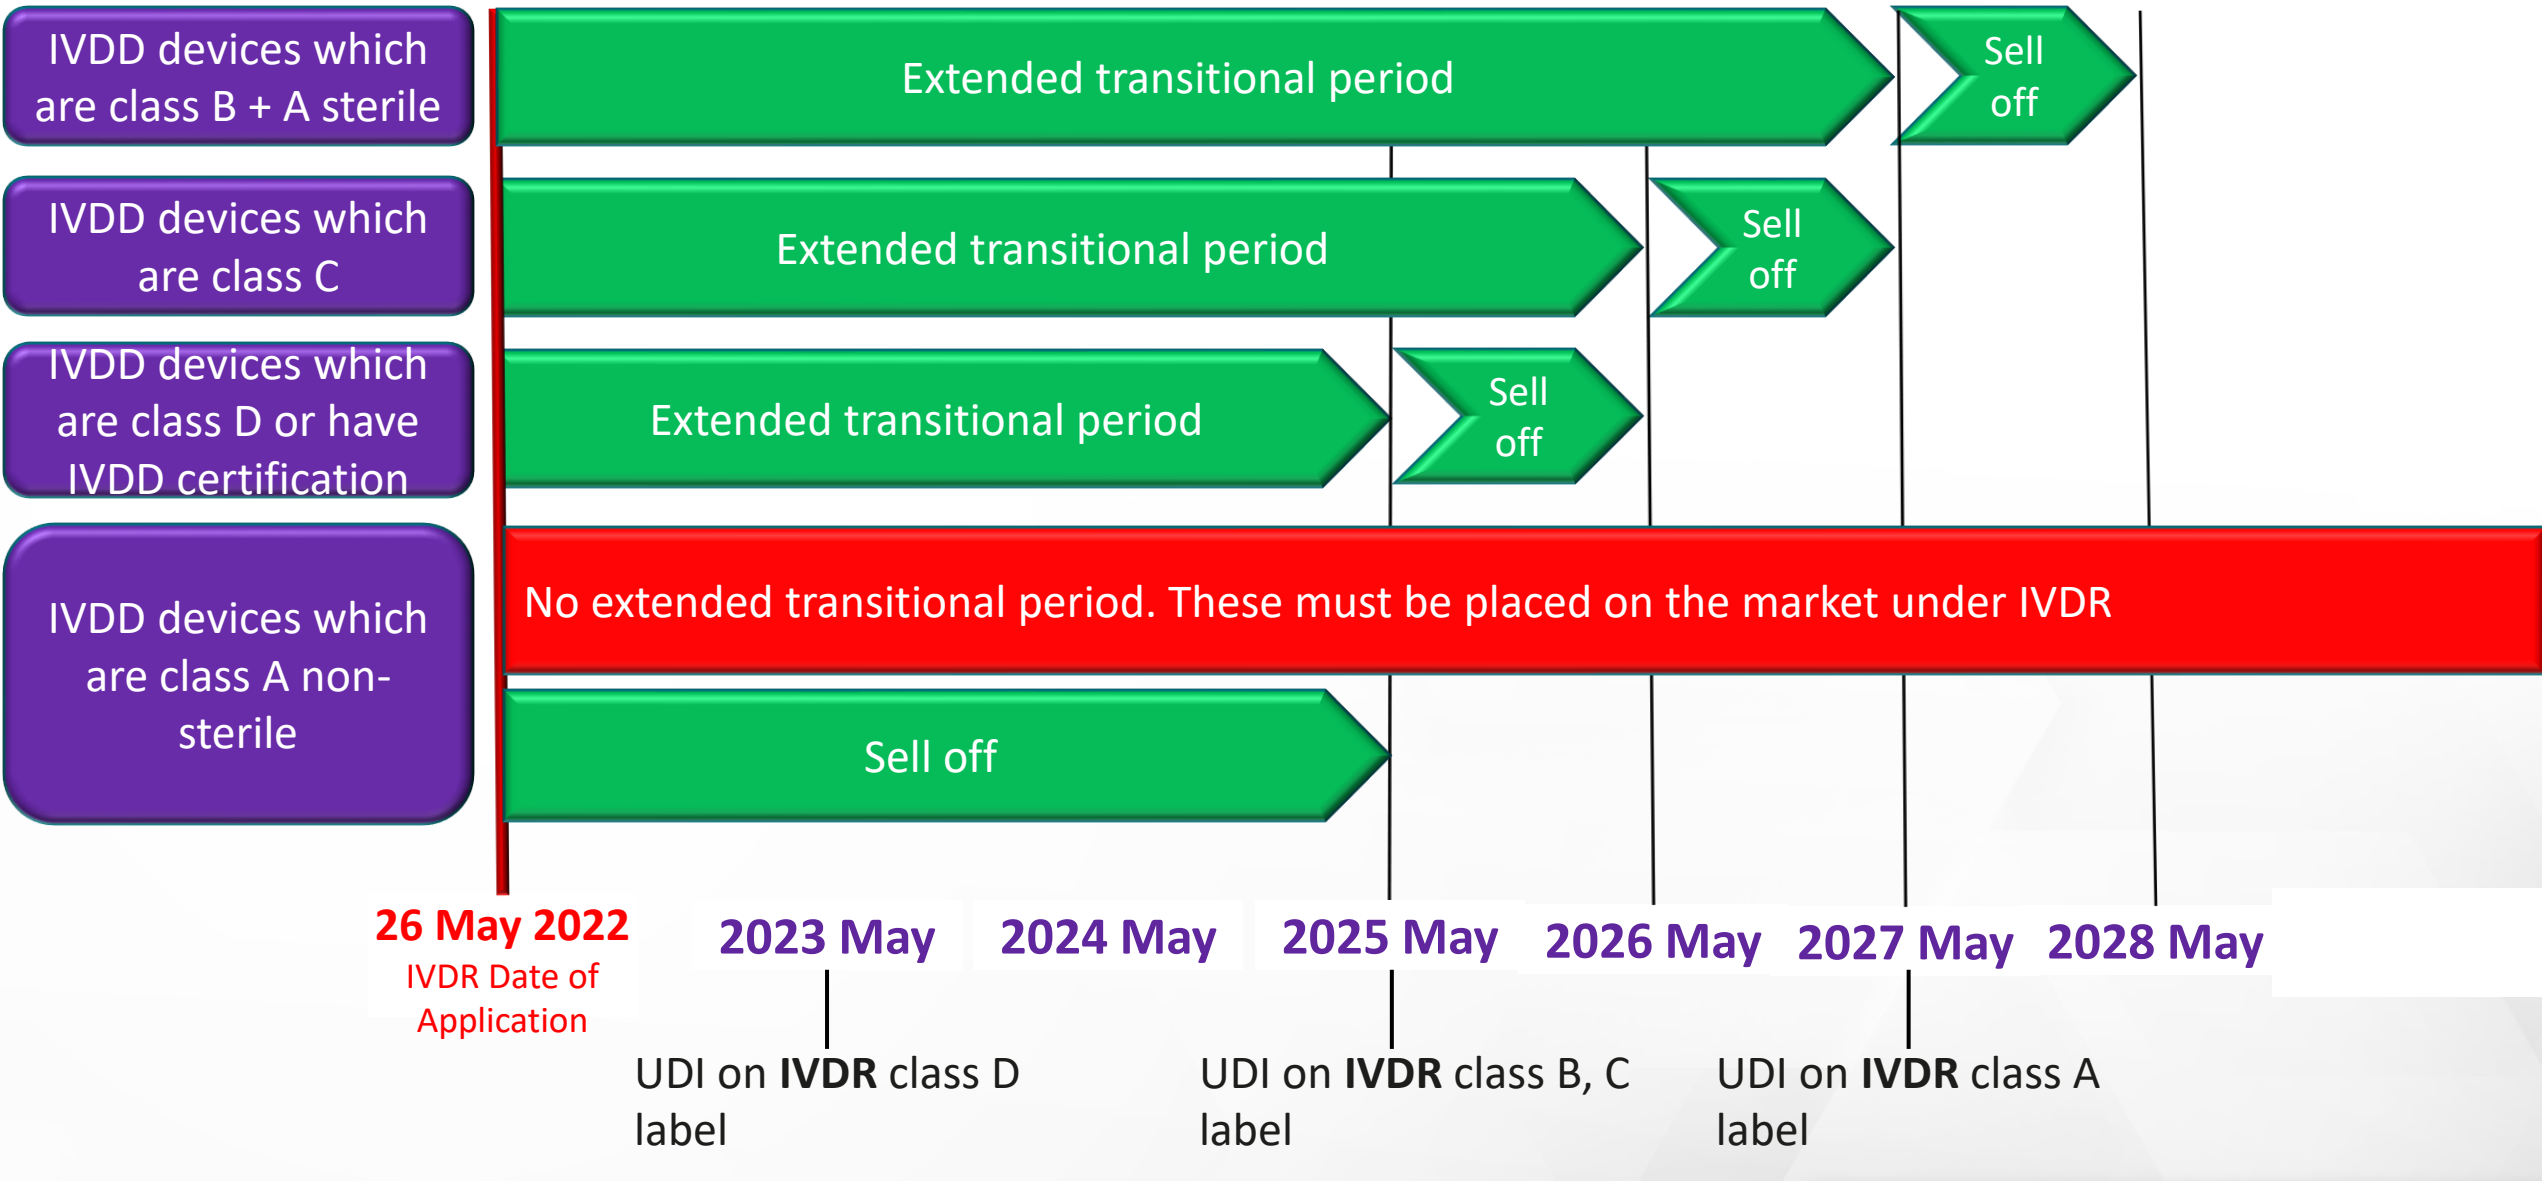 IVDD devices which
are class B + A sterile
Extended transitional period
Sell
off
IVDD devices which
are class C
Extended transitional period
Sell
off
IVDD devices which
are class D or have
IVDD certification
Extended transitional period
Sell
off
IVDD devices which
are class A non-
sterile
No extended transitional period. These must be placed on the market under IVDR
Sell off
26 May 2022
IVDR Date of
Application
2023 May
2024 May
2025 May
2026 May
2027 May
2028 May
UDI on IVDR class D
label
UDI on IVDR class B, C
label
UDI on IVDR class A
label